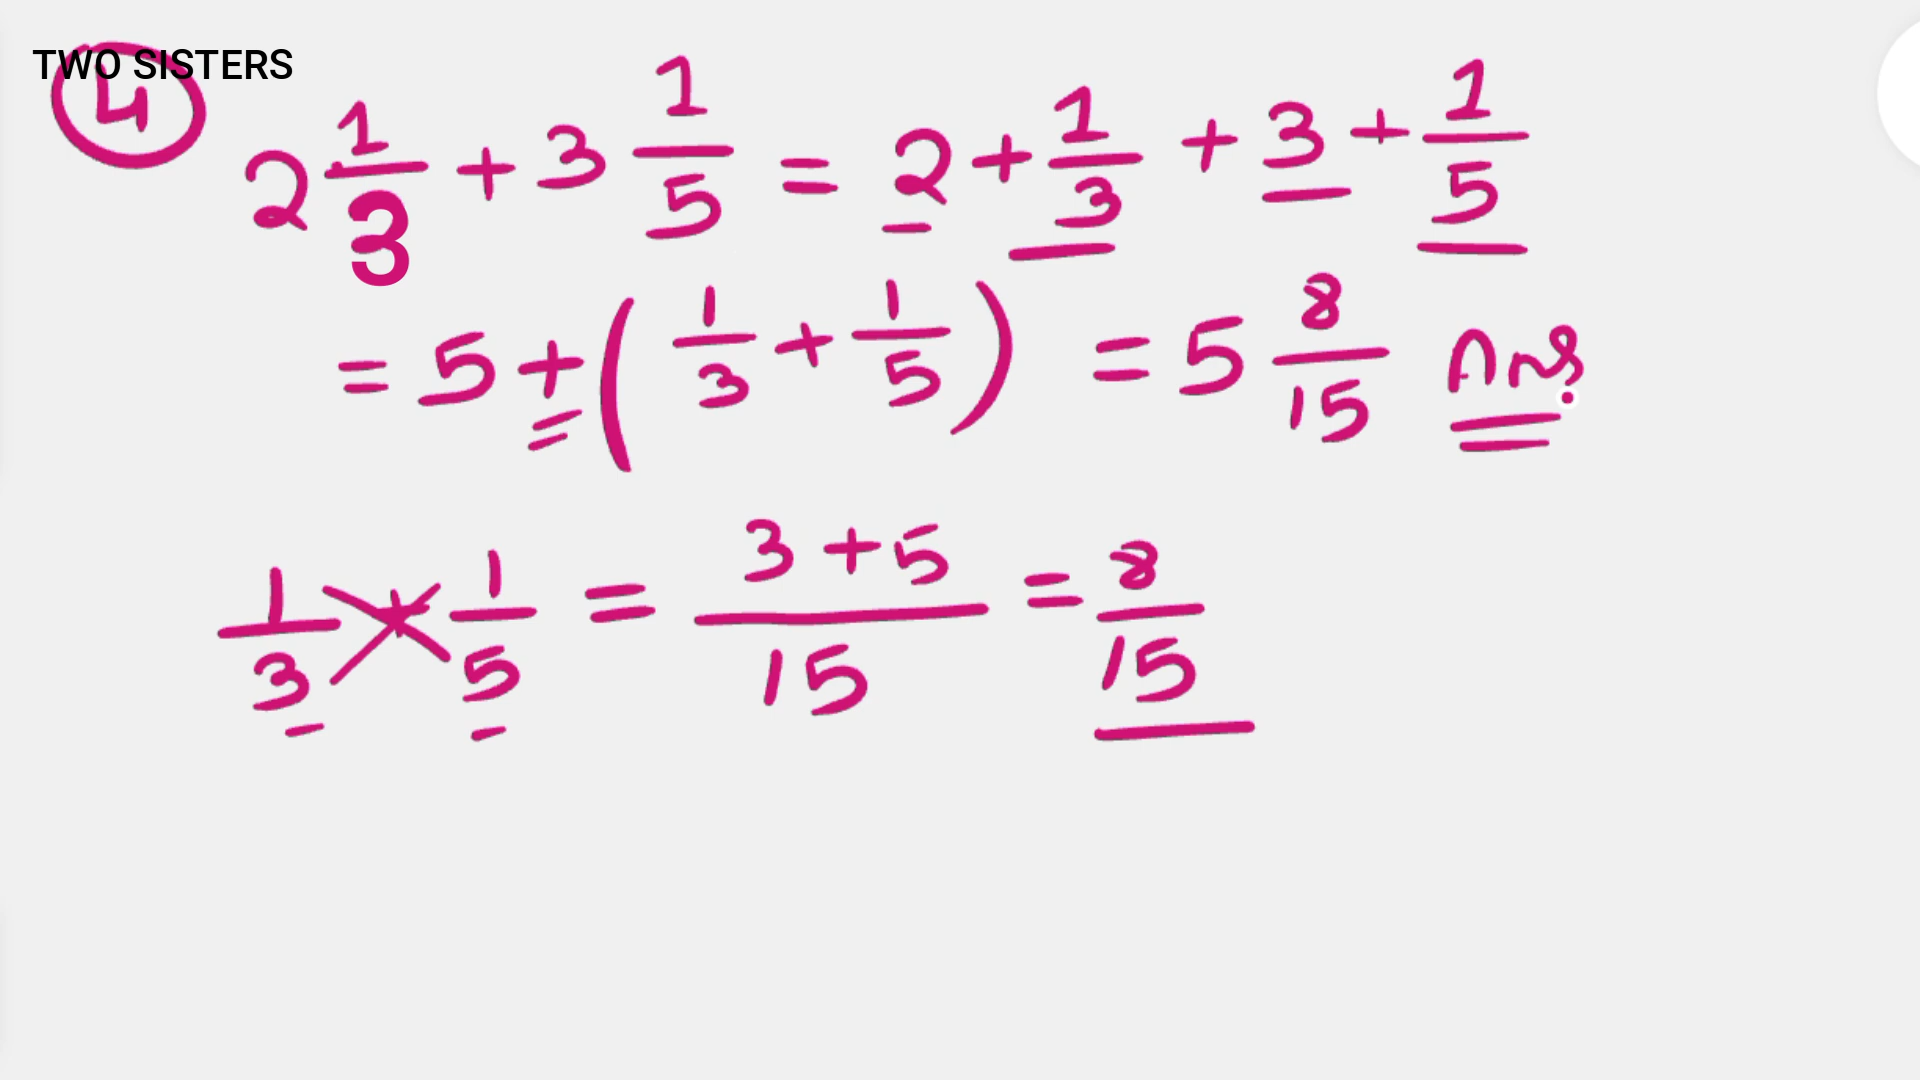 TWO SISTERS
4
2 1/3 + 3 1/5 = 2 + 1/3 + 3 + 1/5
= 5 + ( 1/3 + 1/5 ) = 5 8/15 Ans
1/3 + 1/5 = 3 + 5/15 = 8/15